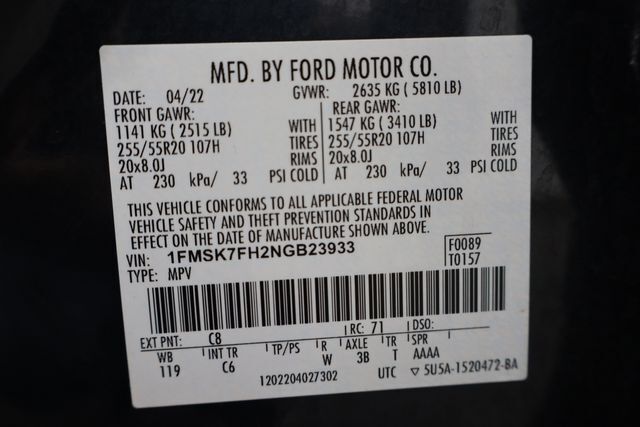 MFD. BY FORD MOTOR CO.
DATE: 04/22 GVWR: 2635 KG ( 5810 LB)
FRONT GAWR: REAR GAWR:
1141 KG ( 2515 LB) WITH 1547 KG ( 3410 LB) WITH
255/55R20 107H TIRES 255/55R20 107H TIRES
20x8.0J RIMS 20x8.0J RIMS
AT 230 kPa/ 33 PSI COLD AT 230 kPa/ 33 PSI COLD
THIS VEHICLE CONFORMS TO ALL APPLICABLE FEDERAL MOTOR
VEHICLE SAFETY AND THEFT PREVENTION STANDARDS IN
EFFECT ON THE DATE OF MANUFACTURE SHOWN ABOVE.
VIN: 1FMSK7FH2NGB23933 F0089
TYPE: MPV T0157
EXT PNT: C8 RC: 71 DSO:
WB INT TR TP/PS R AXLE TR SPR
119 C6 W 3B T AAAA
1202204027302 UTC ▽ 5U5A-1520472-BA